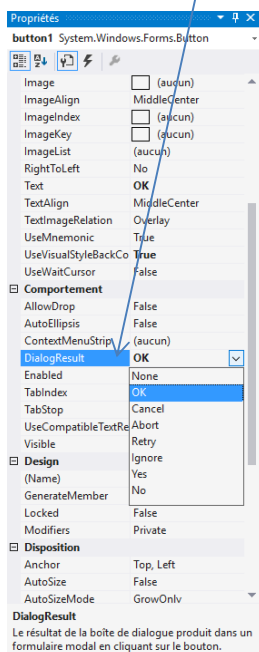 Propriétés
button1 System.Windows.Forms.Button
Image (aucun)
ImageAlign MiddleCenter
ImageIndex (aucun)
ImageKey (aucun)
ImageList (aucun)
RightToLeft No
Text OK
TextAlign MiddleCenter
TextImageRelation Overlay
UseMnemonic True
UseVisualStyleBackCo True
UseWaitCursor False
Comportement
AllowDrop False
AutoEllipsis False
ContextMenuStrip (aucun)
DialogResult OK
Enabled None
TabIndex OK
TabStop Cancel
UseCompatibleTextRe Abort
Visible Retry
Ignore
Design Yes
(Name) No
GenerateMember
Locked False
Modifiers Private
Disposition
Anchor Top, Left
AutoSize False
AutoSizeMode GrowOnly
DialogResult
Le résultat de la boîte de dialogue produit dans un
formulaire modal en cliquant sur le bouton.